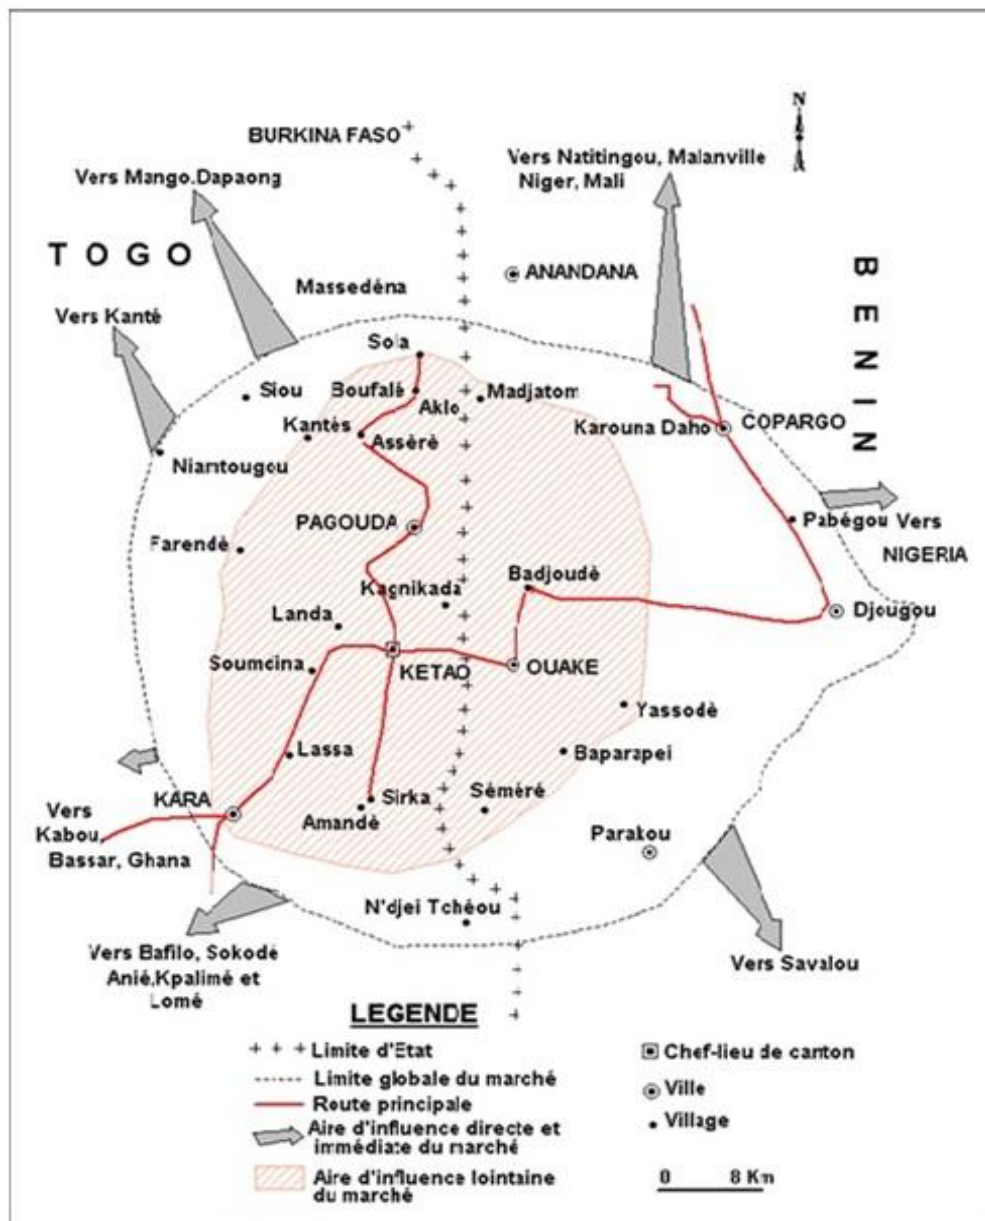 N
BURKINA FASO
Vers Natitingou, Malanville
Niger, Mali
Vers Mango,Dapaong
TOGO
ANANDANA
BENIN
Massedéna
Vers Kanté
Sola
Siou
Boufalé
Madjatom
Aklo
Kantès
Assèrè
Karouna Daho
COPARGO
Niamtougou
PAGOUDA
Pabégou
Vers
NIGERIA
Farendè
Kagnikada
Badjoudè
Landa
Djougou
Soumdina
KETAO
OUAKE
Yassodè
Lassa
Baparapei
KARA
Sirka
Séméré
Vers
Kabou,
Bassar, Ghana
Amandè
Parakou
N'djei Tchéou
Vers Bafilo, Sokodé
Anié,Kpalimé et
Lomé
Vers Savalou
LEGENDE
Limite d'Etat
Limite globale du marché
Route principale
Aire d'influence directe et
immédiate du marché
Aire d'influence lointaine
du marché
Chef-lieu de canton
Ville
Village
0 8 Km